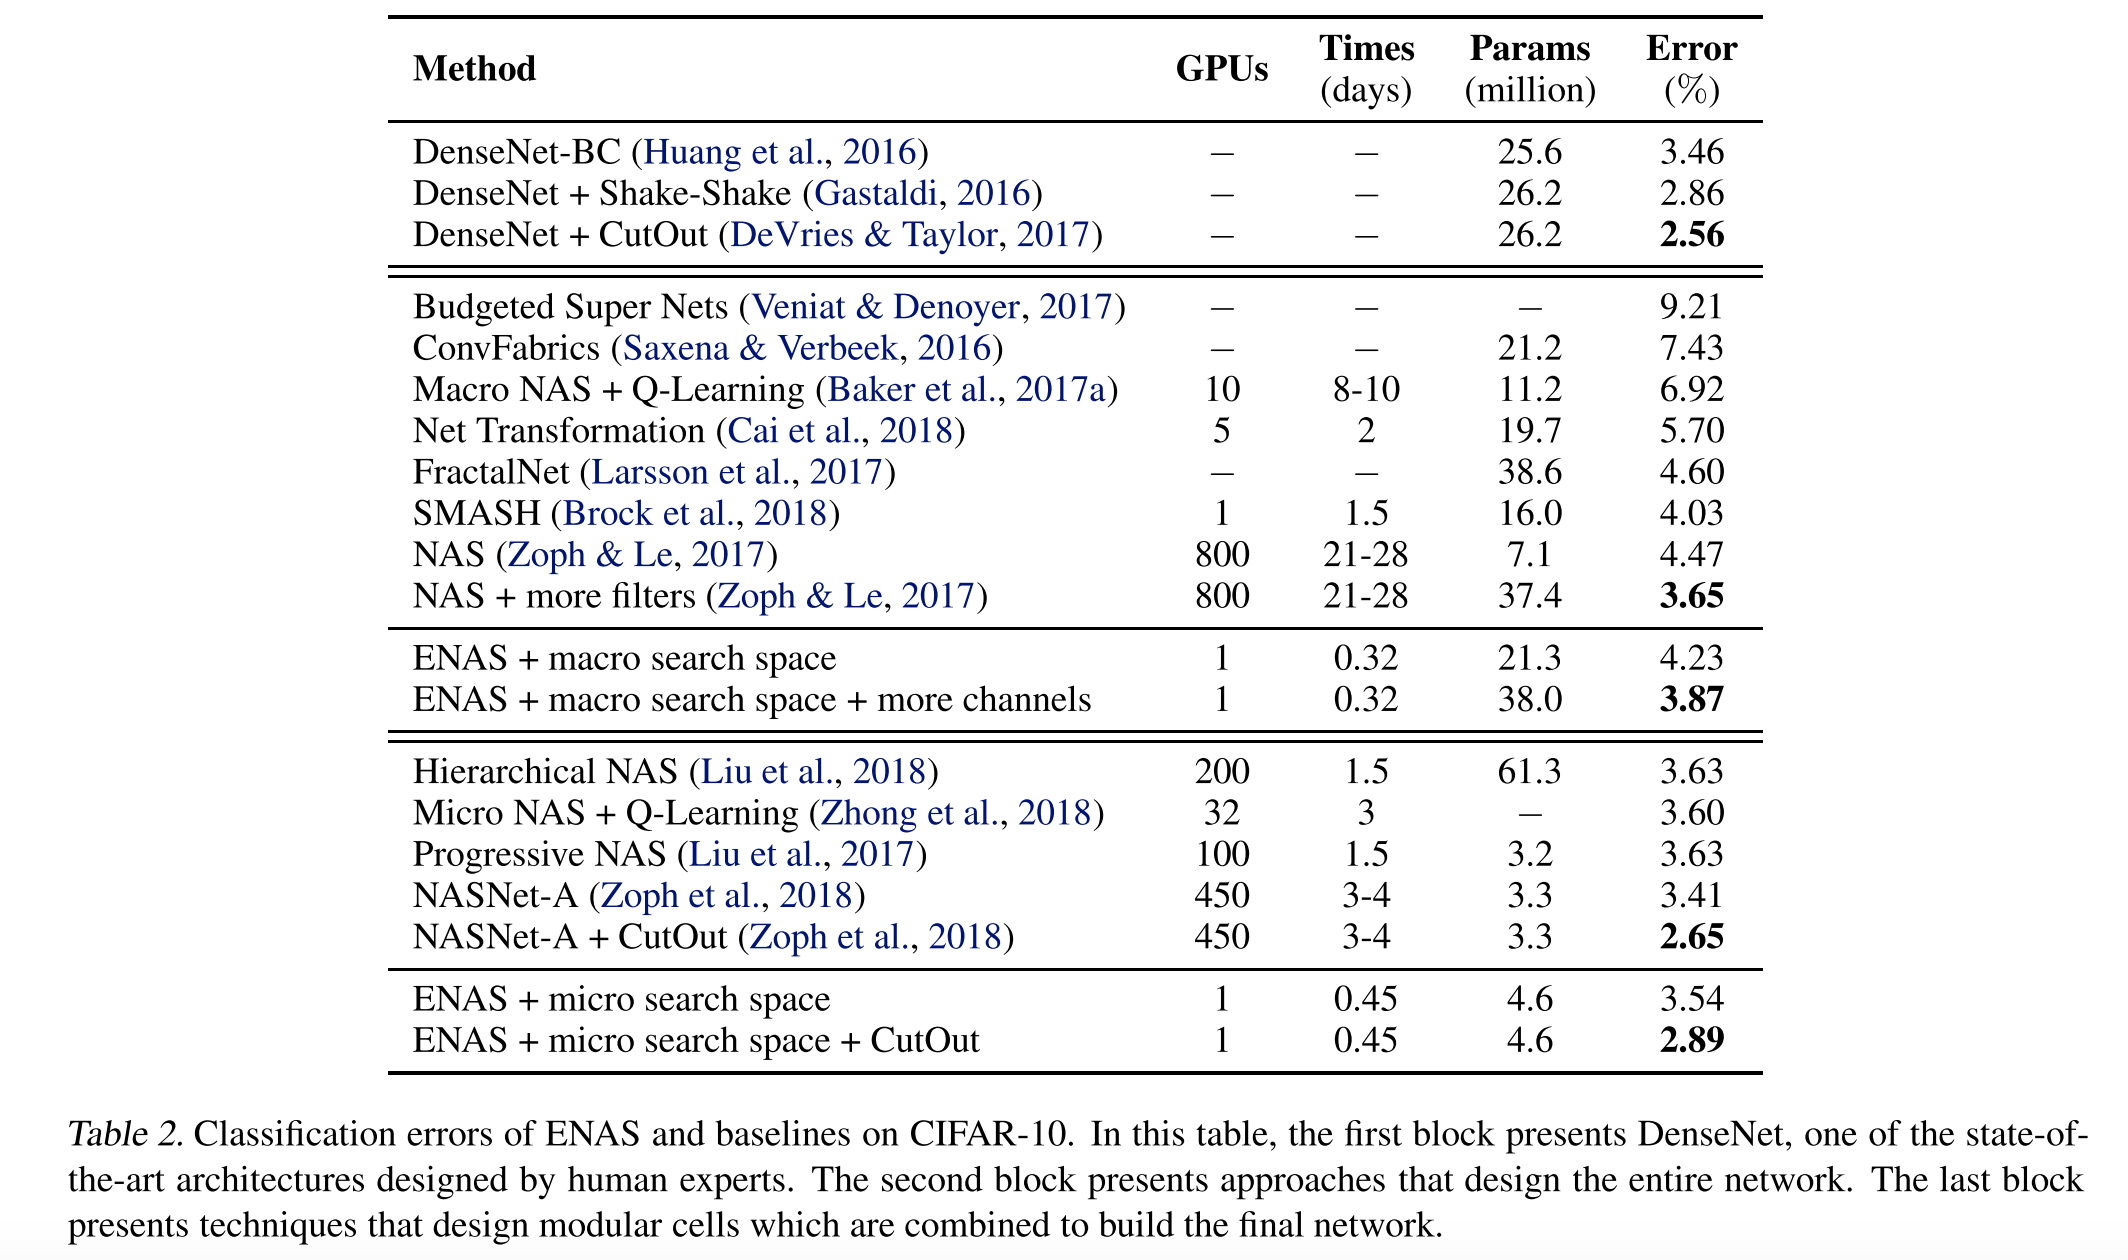 Method GPUs Times Params Error
(days) (million) (%)
DenseNet-BC (Huang et al., 2016) – – 25.6 3.46
DenseNet + Shake-Shake (Gastaldi, 2016) – – 26.2 2.86
DenseNet + CutOut (DeVries & Taylor, 2017) – – 26.2 2.56
Budgeted Super Nets (Veniat & Denoyer, 2017) – – – 9.21
ConvFabrics (Saxena & Verbeek, 2016) – – 21.2 7.43
Macro NAS + Q-Learning (Baker et al., 2017a) 10 8-10 11.2 6.92
Net Transformation (Cai et al., 2018) 5 2 19.7 5.70
FractalNet (Larsson et al., 2017) – – 38.6 4.60
SMASH (Brock et al., 2018) 1 1.5 16.0 4.03
NAS (Zoph & Le, 2017) 800 21-28 7.1 4.47
NAS + more filters (Zoph & Le, 2017) 800 21-28 37.4 3.65
ENAS + macro search space 1 0.32 21.3 4.23
ENAS + macro search space + more channels 1 0.32 38.0 3.87
Hierarchical NAS (Liu et al., 2018) 200 1.5 61.3 3.63
Micro NAS + Q-Learning (Zhong et al., 2018) 32 3 – 3.60
Progressive NAS (Liu et al., 2017) 100 1.5 3.2 3.63
NASNet-A (Zoph et al., 2018) 450 3-4 3.3 3.41
NASNet-A + CutOut (Zoph et al., 2018) 450 3-4 3.3 2.65
ENAS + micro search space 1 0.45 4.6 3.54
ENAS + micro search space + CutOut 1 0.45 4.6 2.89
Table 2. Classification errors of ENAS and baselines on CIFAR-10. In this table, the first block presents DenseNet, one of the state-of-
the-art architectures designed by human experts. The second block presents approaches that design the entire network. The last block
presents techniques that design modular cells which are combined to build the final network.